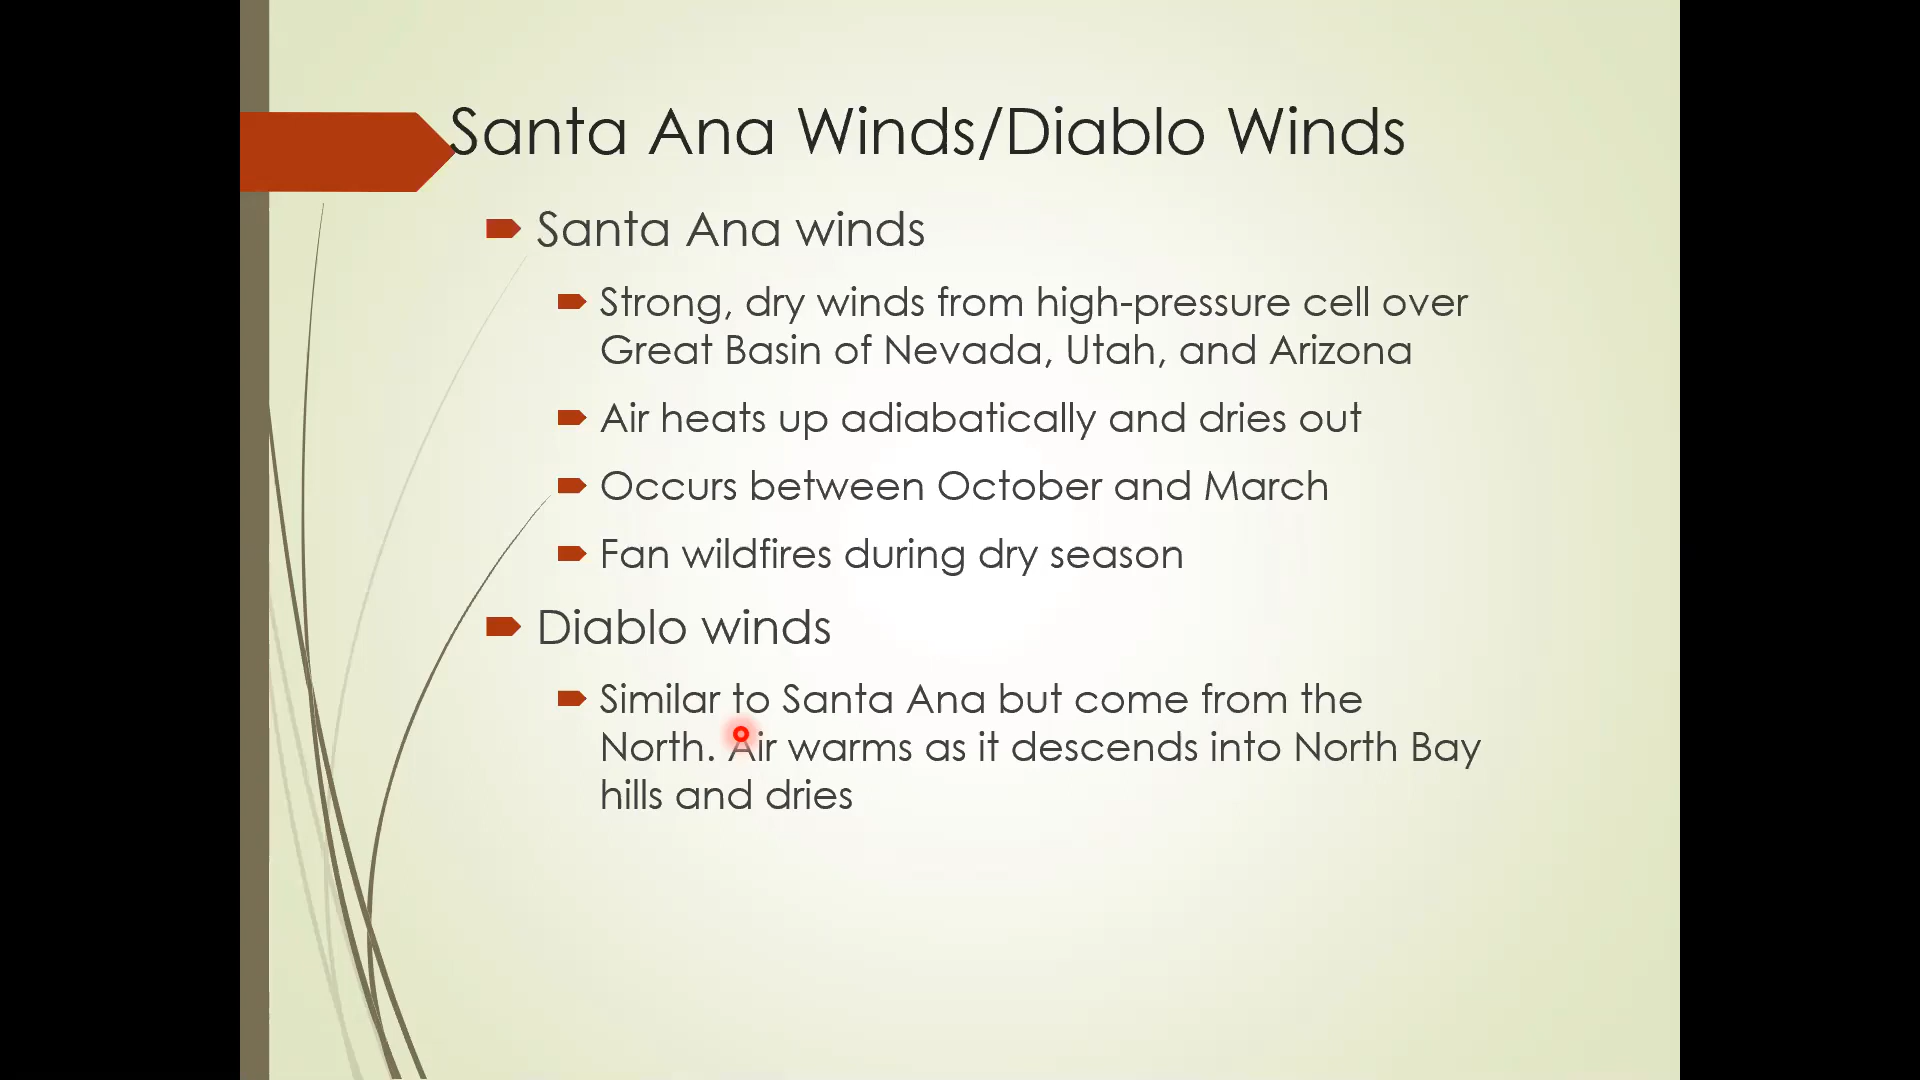 Santa Ana Winds/Diablo Winds
Santa Ana winds
Strong, dry winds from high-pressure cell over
Great Basin of Nevada, Utah, and Arizona
Air heats up adiabatically and dries out
Occurs between October and March
Fan wildfires during dry season
Diablo winds
Similar to Santa Ana but come from the
North. Air warms as it descends into North Bay
hills and dries